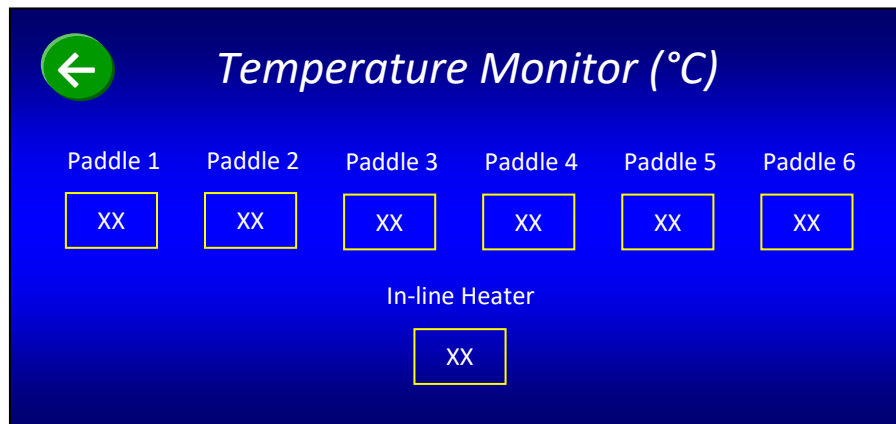 Temperature Monitor (°C)
Paddle 1 Paddle 2 Paddle 3 Paddle 4 Paddle 5 Paddle 6
XX XX XX XX XX XX
In-line Heater
XX